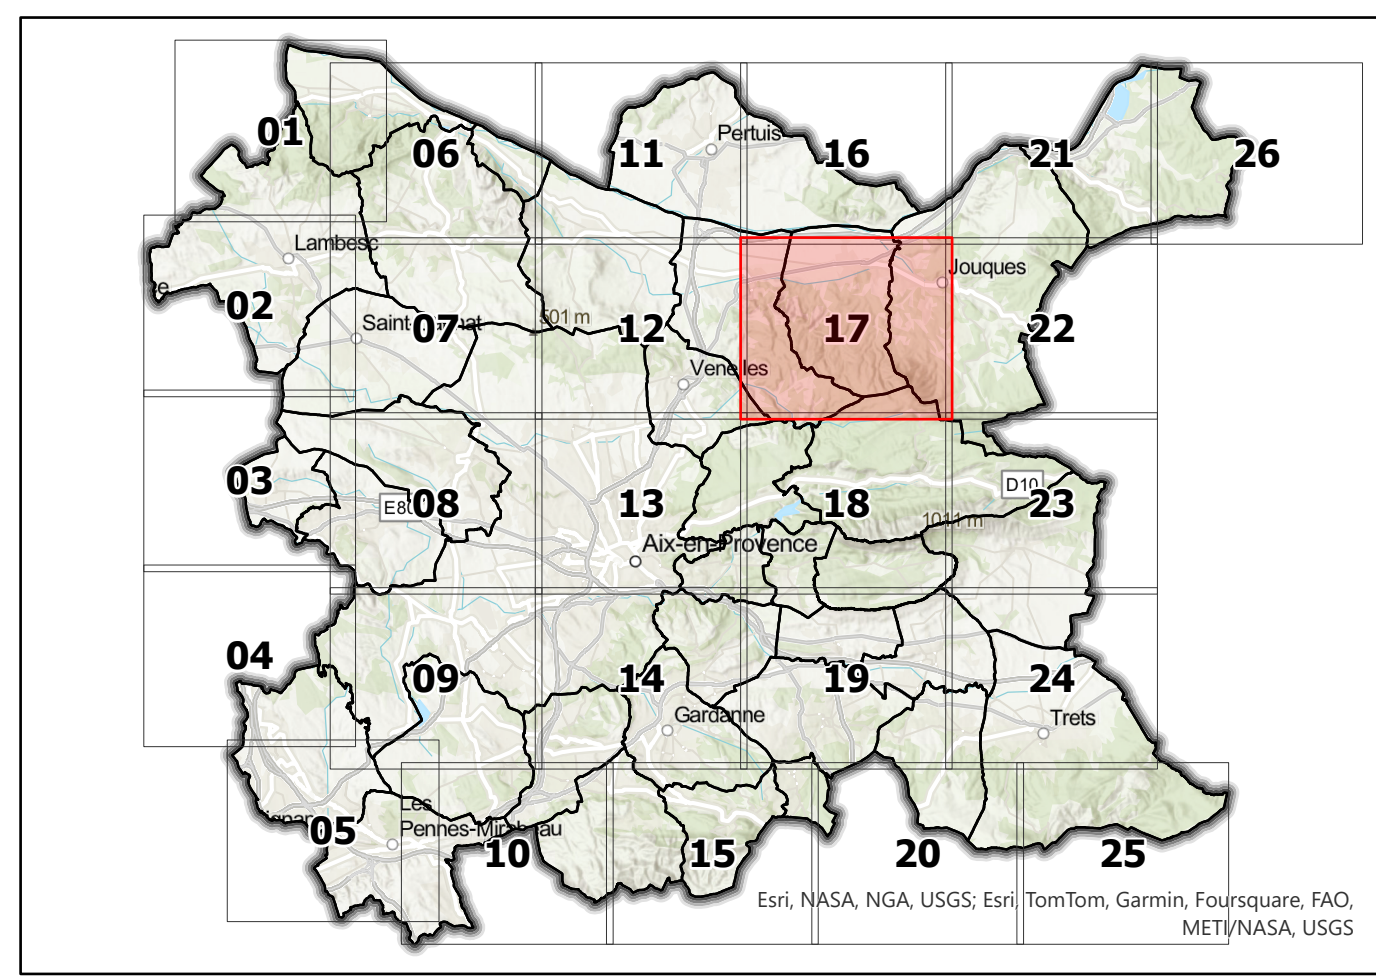 01
06
11
Pertuis
16
21
26
Lambesc
Jouques
e
02
501 m
12
17
22
07
Venelles
03
08
13
18
D10
23
1011 m
Aix-en-Provence
04
09
14
19
24
Gardanne
Trets
Les
Pennes-Mirabeau
05
10
15
20
25
Esri, NASA, NGA, USGS; Esri, TomTom, Garmin, Foursquare, FAO,
METI/NASA, USGS